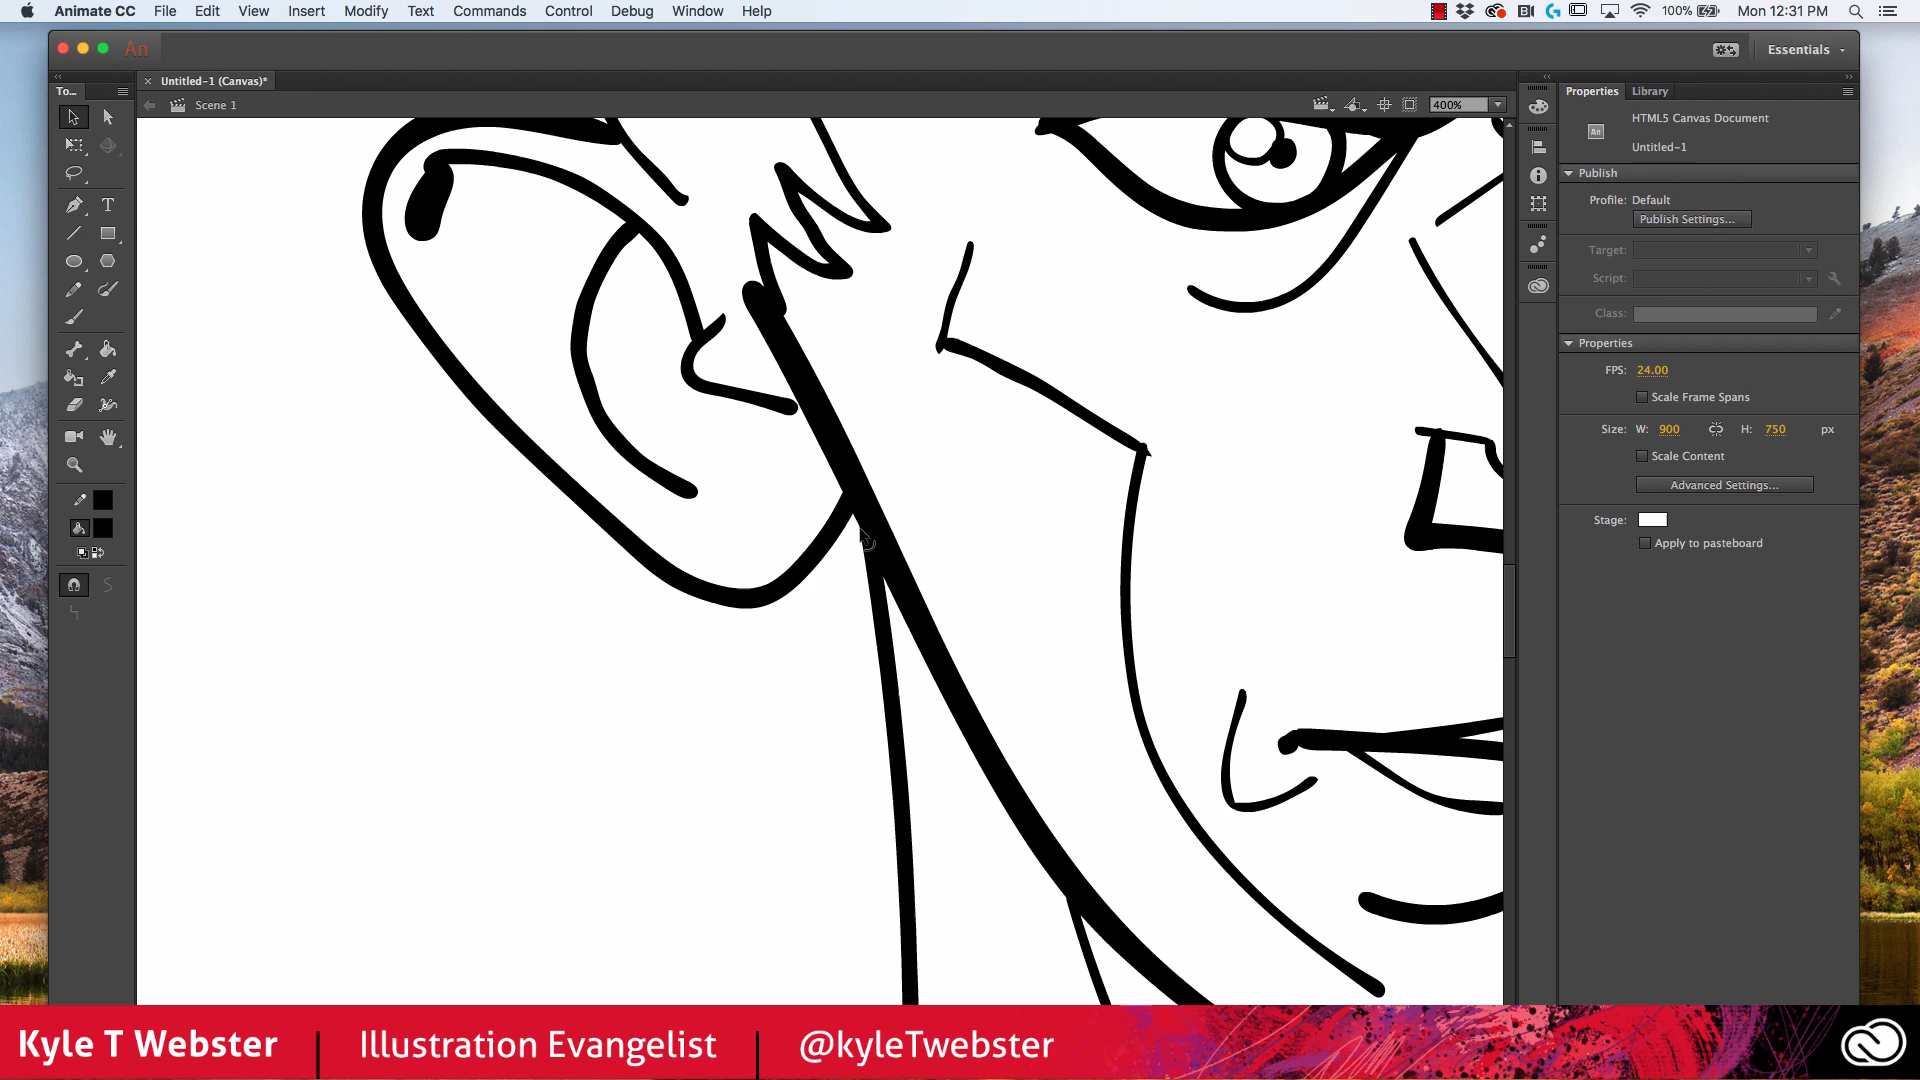 Animate CC File Edit View Insert Modify Text Commands Control Debug Window Help 100% Mon 12:31 PM
An Essentials
To...
Untitled-1 (Canvas)*
Properties Library
Scene 1
400%
T
An
HTML5 Canvas Document
Untitled-1
Publish
Profile: Default
Publish Settings...
Target:
Script:
Class:
Properties
FPS: 24.00
Scale Frame Spans
Size: W: 900 H: 750 px
Scale Content
Advanced Settings...
Stage:
Apply to pasteboard
Kyle T Webster | Illustration Evangelist | @kyleTwebster